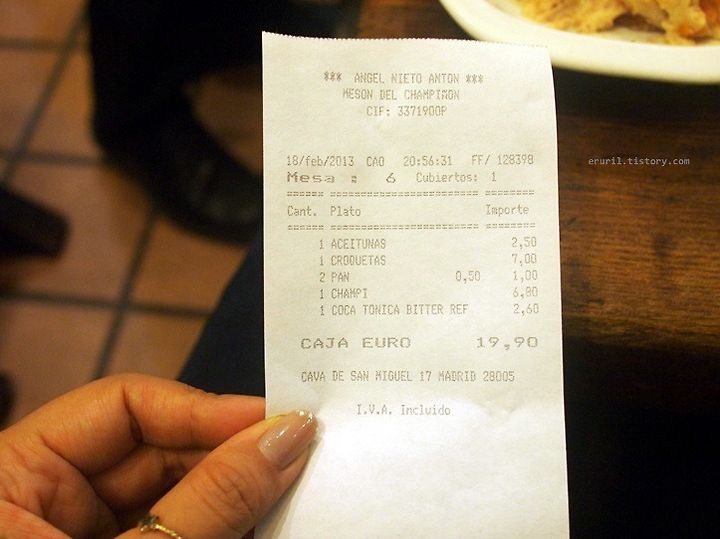 *** ANGEL NIETO ANTON ***
MESON DEL CHAMPIÑON
CIF: 3371900P
18/feb/2013 CAO 20:56:31 FF/ 128398
Mesa : 6 Cubiertos: 1
====== ======================== ========
Cant. Plato Importe
====== ======================== ========
1 ACEITUNAS 2,50
1 CROQUETAS 7,00
2 PAN 0,50 1,00
1 CHAMPI 6,80
1 COCA TONICA BITTER REF 2,60
CAJA EURO 19,90
CAVA DE SAN MIGUEL 17 MADRID 28005
I.V.A. Incluido
eruril.tistory.com